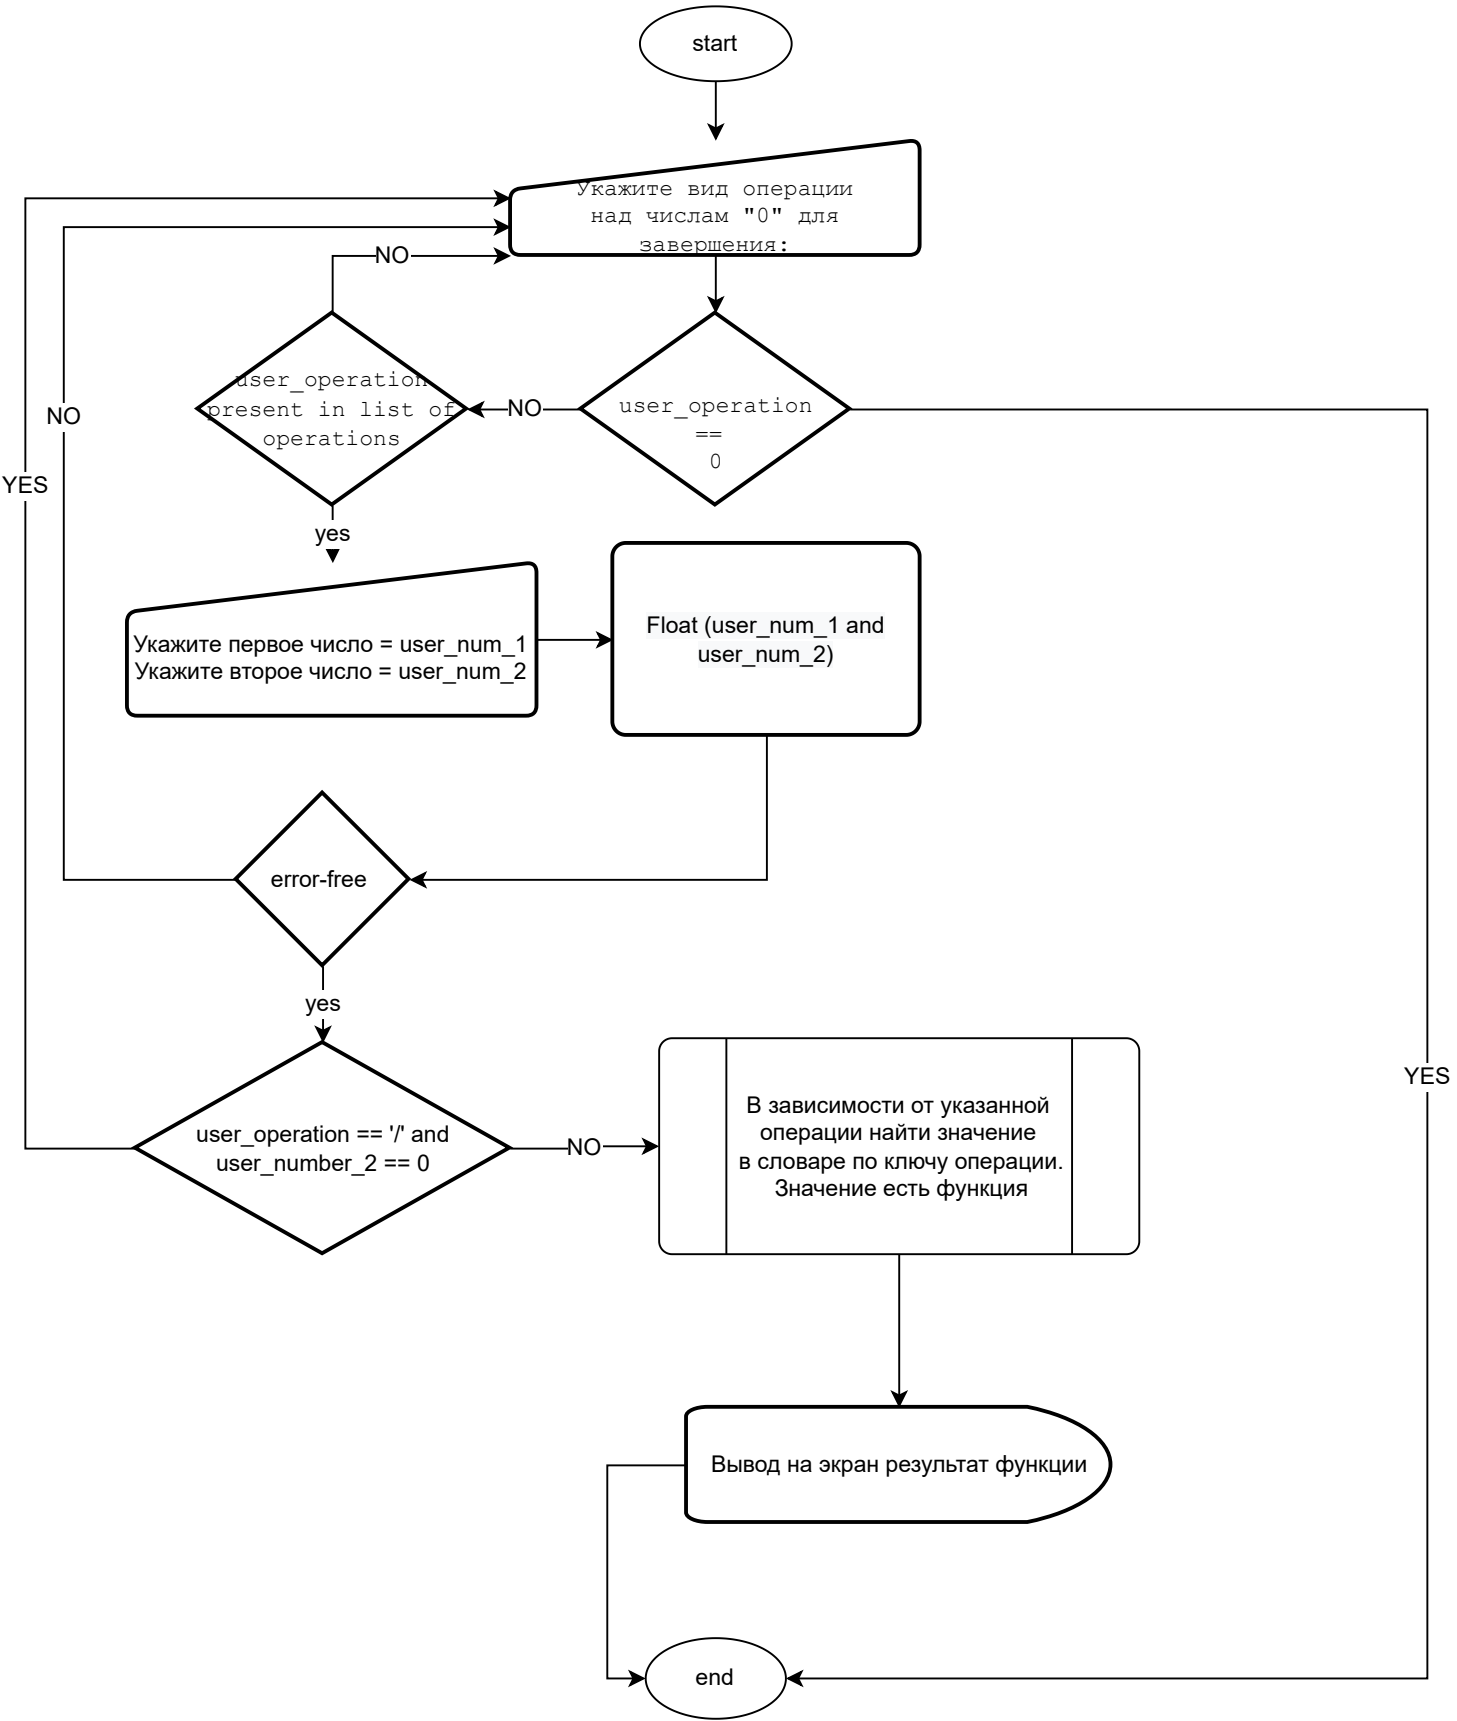 start
Укажите вид операции
над числам "0" для
завершения:
NO
user_operation
present in list of
operations
NO
user_operation
==
0
NO
YES
yes
Укажите первое число = user_num_1
Укажите второе число = user_num_2
Float (user_num_1 and
user_num_2)
error-free
yes
user_operation == '/' and
user_number_2 == 0
NO
В зависимости от указанной
операции найти значение
в словаре по ключу операции.
Значение есть функция
YES
Вывод на экран результат функции
end